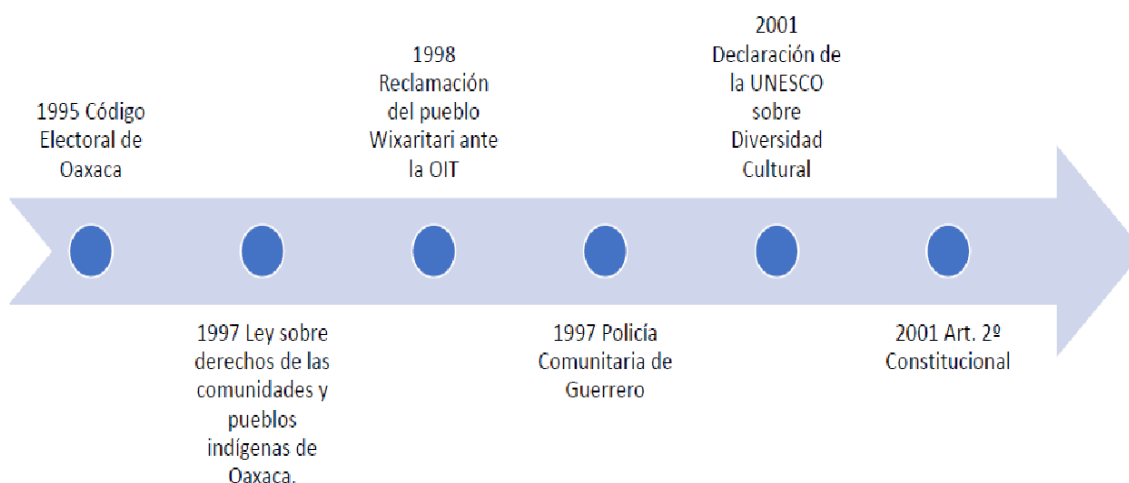 1995 Código
Electoral de
Oaxaca
1997 Ley sobre
derechos de las
comunidades y
pueblos
indígenas de
Oaxaca.
1998
Reclamación
del pueblo
Wixaritari ante
la OIT
1997 Policía
Comunitaria de
Guerrero
2001
Declaración de
la UNESCO
sobre
Diversidad
Cultural
2001 Art. 2º
Constitucional